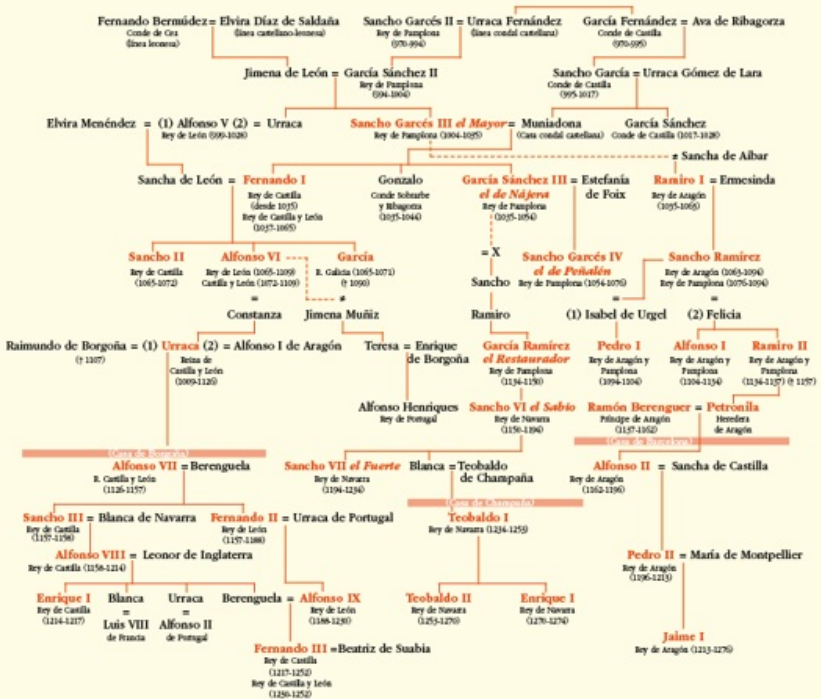 Fernando Bermúdez = Elvira Díaz de Saldaña
Conde de Cea
(línea leonesa)
(línea castellano-leonesa)
Sancho Garcés II = Urraca Fernández
Rey de Pamplona
(970-994)
(línea condal castellana)
García Fernández = Ava de Ribagorza
Conde de Castilla
(970-995)
Jimena de León = García Sánchez II
Rey de Pamplona
(994-1004)
Sancho García = Urraca Gómez de Lara
Conde de Castilla
(995-1017)
Elvira Menéndez = (1) Alfonso V (2) = Urraca
Rey de León (999-1028)
Sancho Garcés III el Mayor = Muniadona
Rey de Pamplona (1004-1035)
(Casa condal castellana)
García Sánchez
Conde de Castilla (1017-1028)
≠ Sancha de Aibar
Sancha de León = Fernando I
Rey de Castilla
(desde 1035)
Rey de Castilla y León
(1037-1065)
Gonzalo
Conde Sobrarbe
y Ribagorza
(1035-1044)
García Sánchez III = Estefanía
el de Nájera
de Foix
Rey de Pamplona
(1035-1054)
Ramiro I = Ermesinda
Rey de Aragón
(1035-1063)
Sancho II
Rey de Castilla
(1065-1072)
Alfonso VI
Rey de León (1065-1109)
Castilla y León (1072-1109)
García
R. Galicia (1065-1071)
(† 1090)
= X
Sancho
Ramiro
Sancho Garcés IV
el de Peñalén
Rey de Pamplona (1054-1076)
Sancho Ramírez
Rey de Aragón (1063-1094)
Rey de Pamplona (1076-1094)
=
≠
=
=
Constanza
Jimena Muñiz
(1) Isabel de Urgel
(2) Felicia
Raimundo de Borgoña = (1) Urraca (2) = Alfonso I de Aragón
(† 1107)
Reina de
Castilla y León
(1009-1126)
Teresa = Enrique
de Borgoña
García Ramírez
el Restaurador
Rey de Pamplona
(1134-1150)
Pedro I
Rey de Aragón y
Pamplona
(1094-1104)
Alfonso I
Rey de Aragón y
Pamplona
(1104-1134)
Ramiro II
Rey de Aragón y
Pamplona
(1134-1137) († 1157)
Alfonso Henriques
Rey de Portugal
Sancho VI el Sabio
Rey de Navarra
(1150-1194)
Ramón Berenguer = Petronila
Príncipe de Aragón
(1137-1162)
Heredera
de Aragón
(Casa de Borgoña)
(Casa de Barcelona)
Alfonso VII = Berenguela
R. Castilla y León
(1126-1157)
Sancho VII el Fuerte
Rey de Navarra
(1194-1234)
Blanca = Teobaldo
de Champaña
Alfonso II = Sancha de Castilla
Rey de Aragón
(1162-1196)
(Casa de Champaña)
Sancho III = Blanca de Navarra
Rey de Castilla
(1157-1158)
Fernando II = Urraca de Portugal
Rey de León
(1157-1188)
Teobaldo I
Rey de Navarra (1234-1253)
Alfonso VIII = Leonor de Inglaterra
Rey de Castilla (1158-1214)
Pedro II = María de Montpellier
Rey de Aragón
(1196-1213)
Enrique I
Rey de Castilla
(1214-1217)
Blanca
=
Luis VIII
de Francia
Urraca
=
Alfonso II
de Portugal
Berenguela = Alfonso IX
Rey de León
(1188-1230)
Teobaldo II
Rey de Navarra
(1253-1270)
Enrique I
Rey de Navarra
(1270-1274)
Jaime I
Rey de Aragón (1213-1276)
Fernando III = Beatriz de Suabia
Rey de Castilla
(1217-1252)
Rey de Castilla y León
(1230-1252)